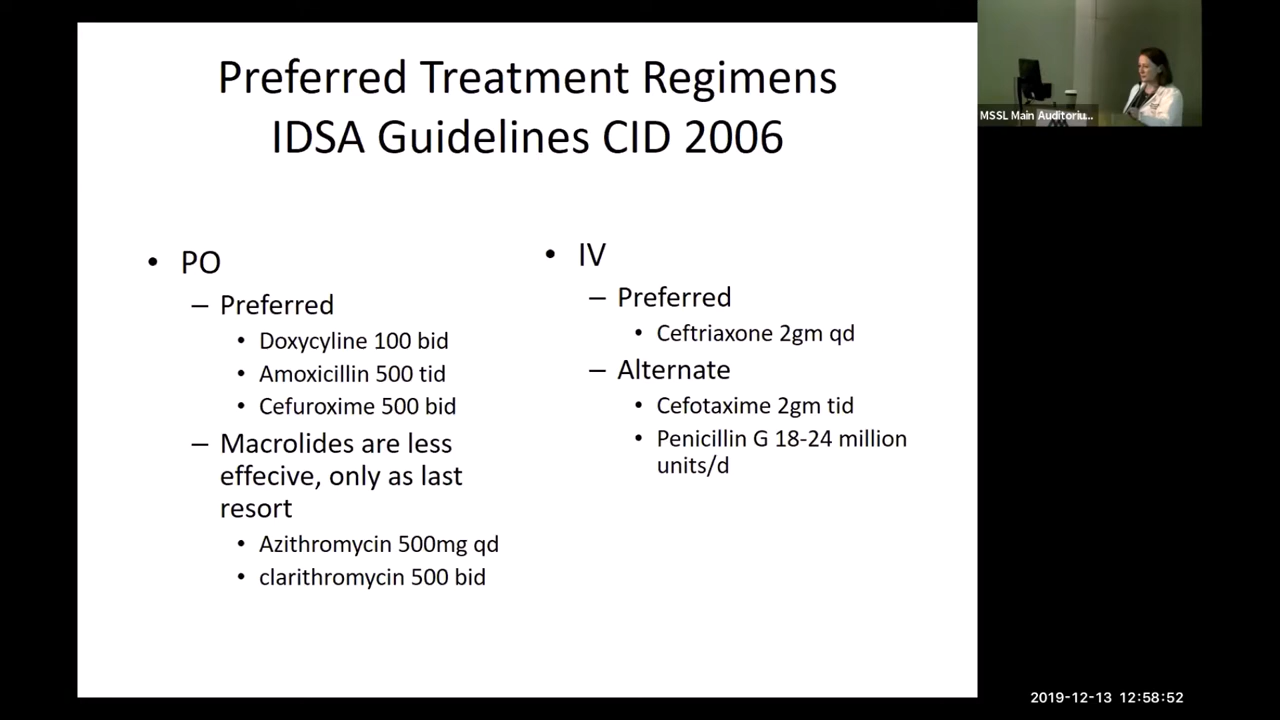 Preferred Treatment Regimens
IDSA Guidelines CID 2006
• PO
– Preferred
• Doxycyline 100 bid
• Amoxicillin 500 tid
• Cefuroxime 500 bid
– Macrolides are less
effecive, only as last
resort
• Azithromycin 500mg qd
• clarithromycin 500 bid
• IV
– Preferred
• Ceftriaxone 2gm qd
– Alternate
• Cefotaxime 2gm tid
• Penicillin G 18-24 million
units/d
MSSL Main Auditoriu...
2019-12-13 12:58:52